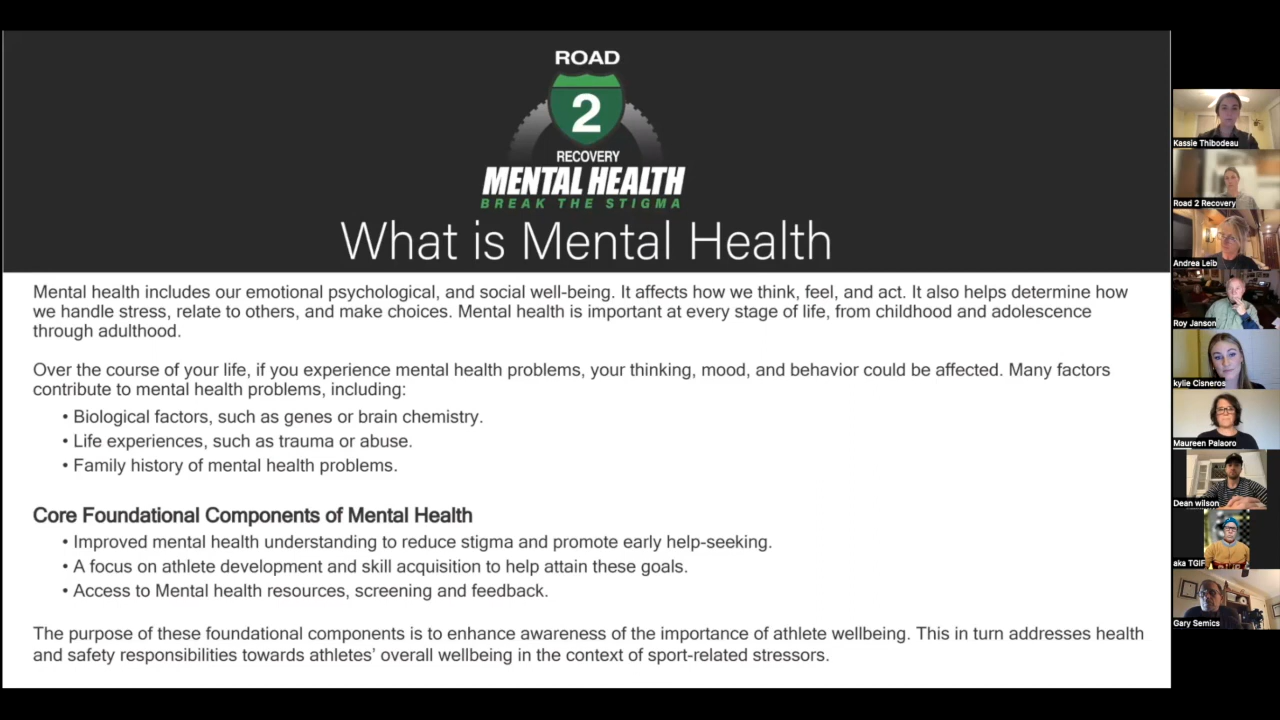 ROAD
2
RECOVERY
MENTAL HEALTH
BREAK THE STIGMA
What is Mental Health
Mental health includes our emotional psychological, and social well-being. It affects how we think, feel, and act. It also helps determine how
we handle stress, relate to others, and make choices. Mental health is important at every stage of life, from childhood and adolescence
through adulthood.
Over the course of your life, if you experience mental health problems, your thinking, mood, and behavior could be affected. Many factors
contribute to mental health problems, including:
• Biological factors, such as genes or brain chemistry.
• Life experiences, such as trauma or abuse.
• Family history of mental health problems.
Core Foundational Components of Mental Health
• Improved mental health understanding to reduce stigma and promote early help-seeking.
• A focus on athlete development and skill acquisition to help attain these goals.
• Access to Mental health resources, screening and feedback.
The purpose of these foundational components is to enhance awareness of the importance of athlete wellbeing. This in turn addresses health
and safety responsibilities towards athletes’ overall wellbeing in the context of sport-related stressors.
Kassie Thibodeau
Road 2 Recovery
Andrea Leib
Roy Janson
kylie Cisneros
Maureen Palaoro
Dean wilson
aka TGIF
Gary Semics